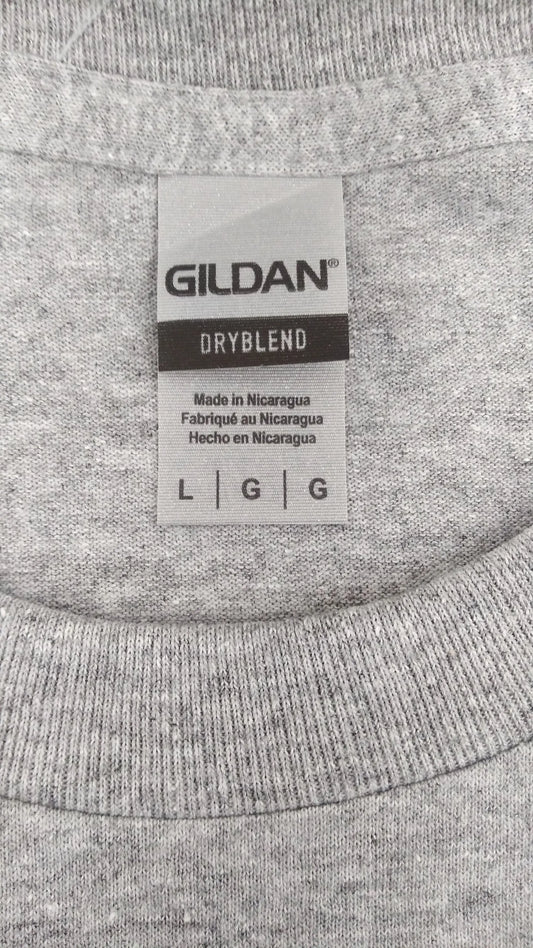 GILDAN®
DRYBLEND
Made in Nicaragua
Fabriqué au Nicaragua
Hecho en Nicaragua
L | G | G